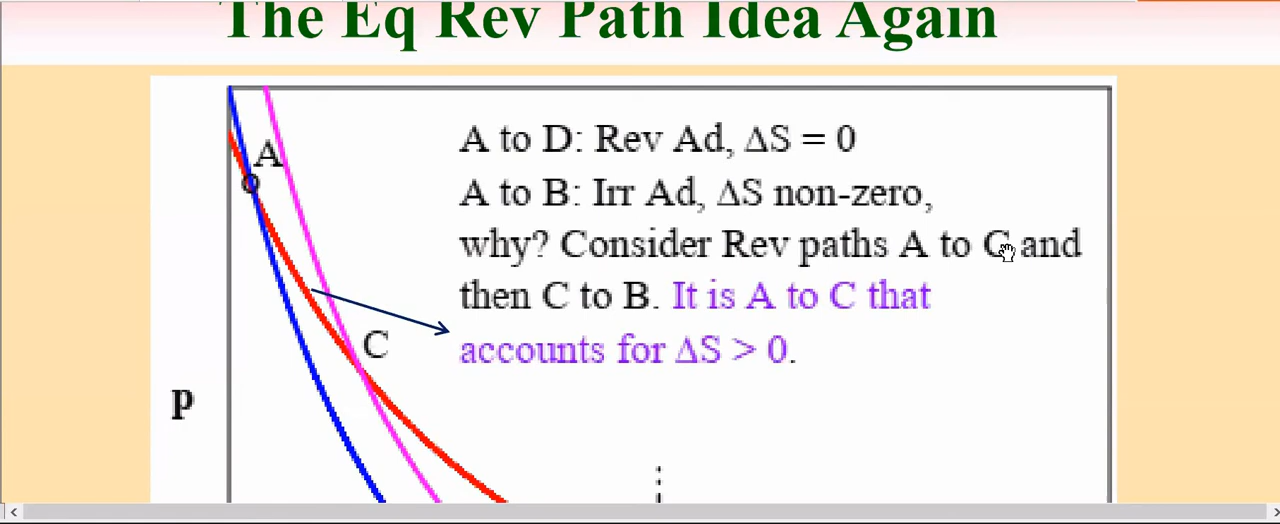 The Eq Rev Path Idea Again
A to D: Rev Ad, ΔS = 0
A
A to B: Irr Ad, ΔS non-zero,
why? Consider Rev paths A to C and
then C to B. It is A to C that
accounts for ΔS > 0.
C
p